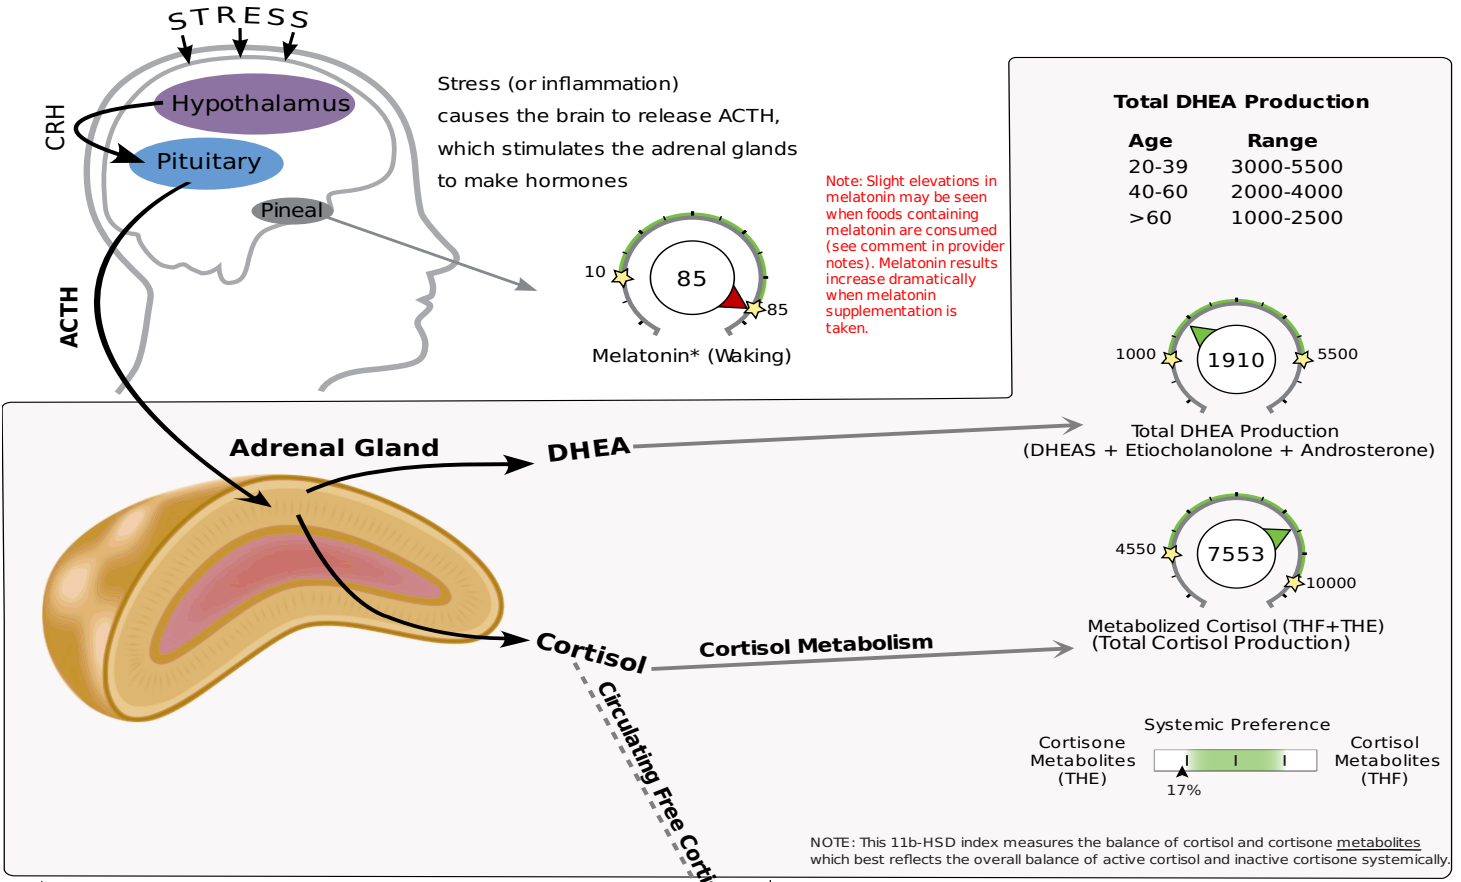 STRESS
Hypothalamus
CRH
Pituitary
Pineal
ACTH
Stress (or inflammation)
causes the brain to release ACTH,
which stimulates the adrenal glands
to make hormones
10
85
85
Melatonin* (Waking)
Note: Slight elevations in
melatonin may be seen
when foods containing
melatonin are consumed
(see comment in provider
notes). Melatonin results
increase dramatically
when melatonin
supplementation is
taken.
Total DHEA Production
Age Range
20-39 3000-5500
40-60 2000-4000
>60 1000-2500
1000
1910
5500
Total DHEA Production
(DHEAS + Etiocholanolone + Androsterone)
Adrenal Gland
DHEA
4550
7553
10000
Metabolized Cortisol (THF+THE)
(Total Cortisol Production)
Cortisol
Cortisol Metabolism
Circulating Free Corti
Systemic Preference
Cortisone
Metabolites
(THE)
17%
Cortisol
Metabolites
(THF)
NOTE: This 11b-HSD index measures the balance of cortisol and cortisone metabolites
which best reflects the overall balance of active cortisol and inactive cortisone systemically.